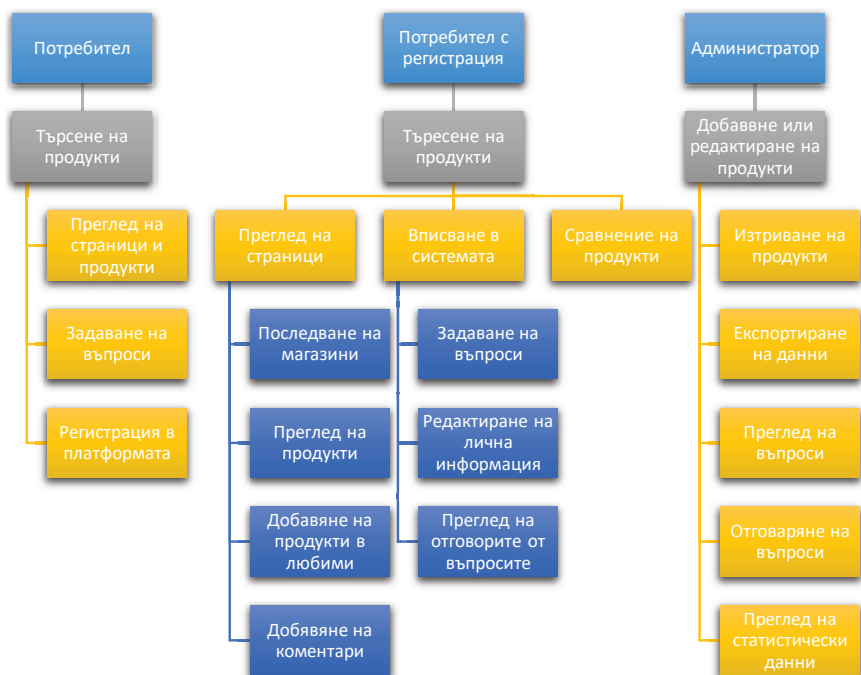 Потребител
Потребител с
регистрация
Администратор
Търсене на
продукти
Търесене на
продукти
Добаввне или
редактиране на
продукти
Преглед на
страници и
продукти
Преглед на
страници
Вписване в
системата
Сравнение на
продукти
Изтриване на
продукти
Задаване на
въпроси
Последване на
магазини
Задаване на
въпроси
Експортиране
на данни
Регистрация в
платформата
Преглед на
продукти
Редактиране на
лична
информация
Преглед на
въпроси
Добавяне на
продукти в
любими
Преглед на
отговорите от
въпросите
Отговаряне на
въпроси
Добявяне на
коментари
Преглед на
статистически
данни